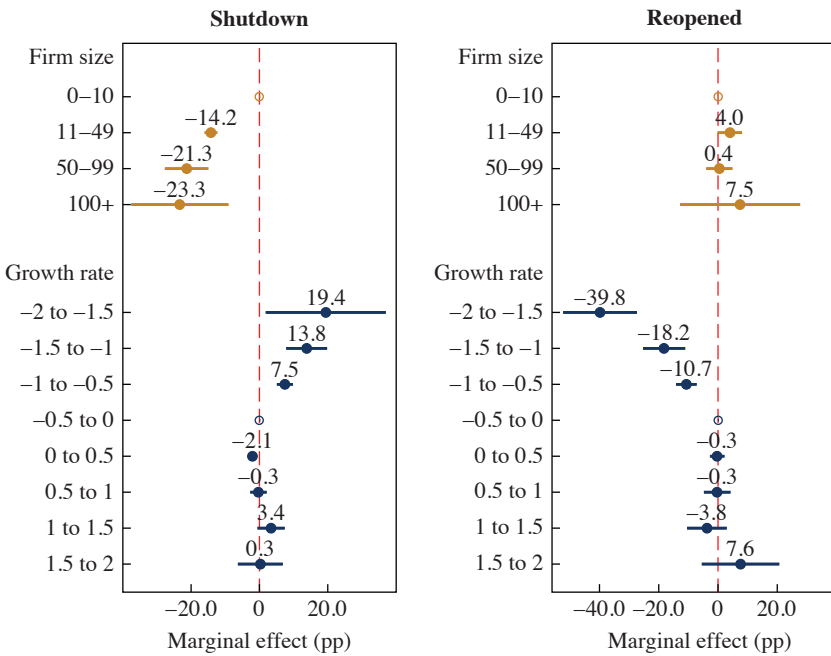 Shutdown
Firm size
0–10
11–49
50–99
100+
Growth rate
–2 to –1.5
–1.5 to –1
–1 to –0.5
–0.5 to 0
0 to 0.5
0.5 to 1
1 to 1.5
1.5 to 2
–14.2
–21.3
–23.3
19.4
13.8
7.5
–2.1
–0.3
3.4
0.3
–20.0 0 20.0
Marginal effect (pp)
Reopened
Firm size
0–10
11–49
50–99
100+
Growth rate
–2 to –1.5
–1.5 to –1
–1 to –0.5
–0.5 to 0
0 to 0.5
0.5 to 1
1 to 1.5
1.5 to 2
4.0
0.4
7.5
–39.8
–18.2
–10.7
–0.3
–0.3
–3.8
7.6
–40.0 –20.0 0 20.0
Marginal effect (pp)